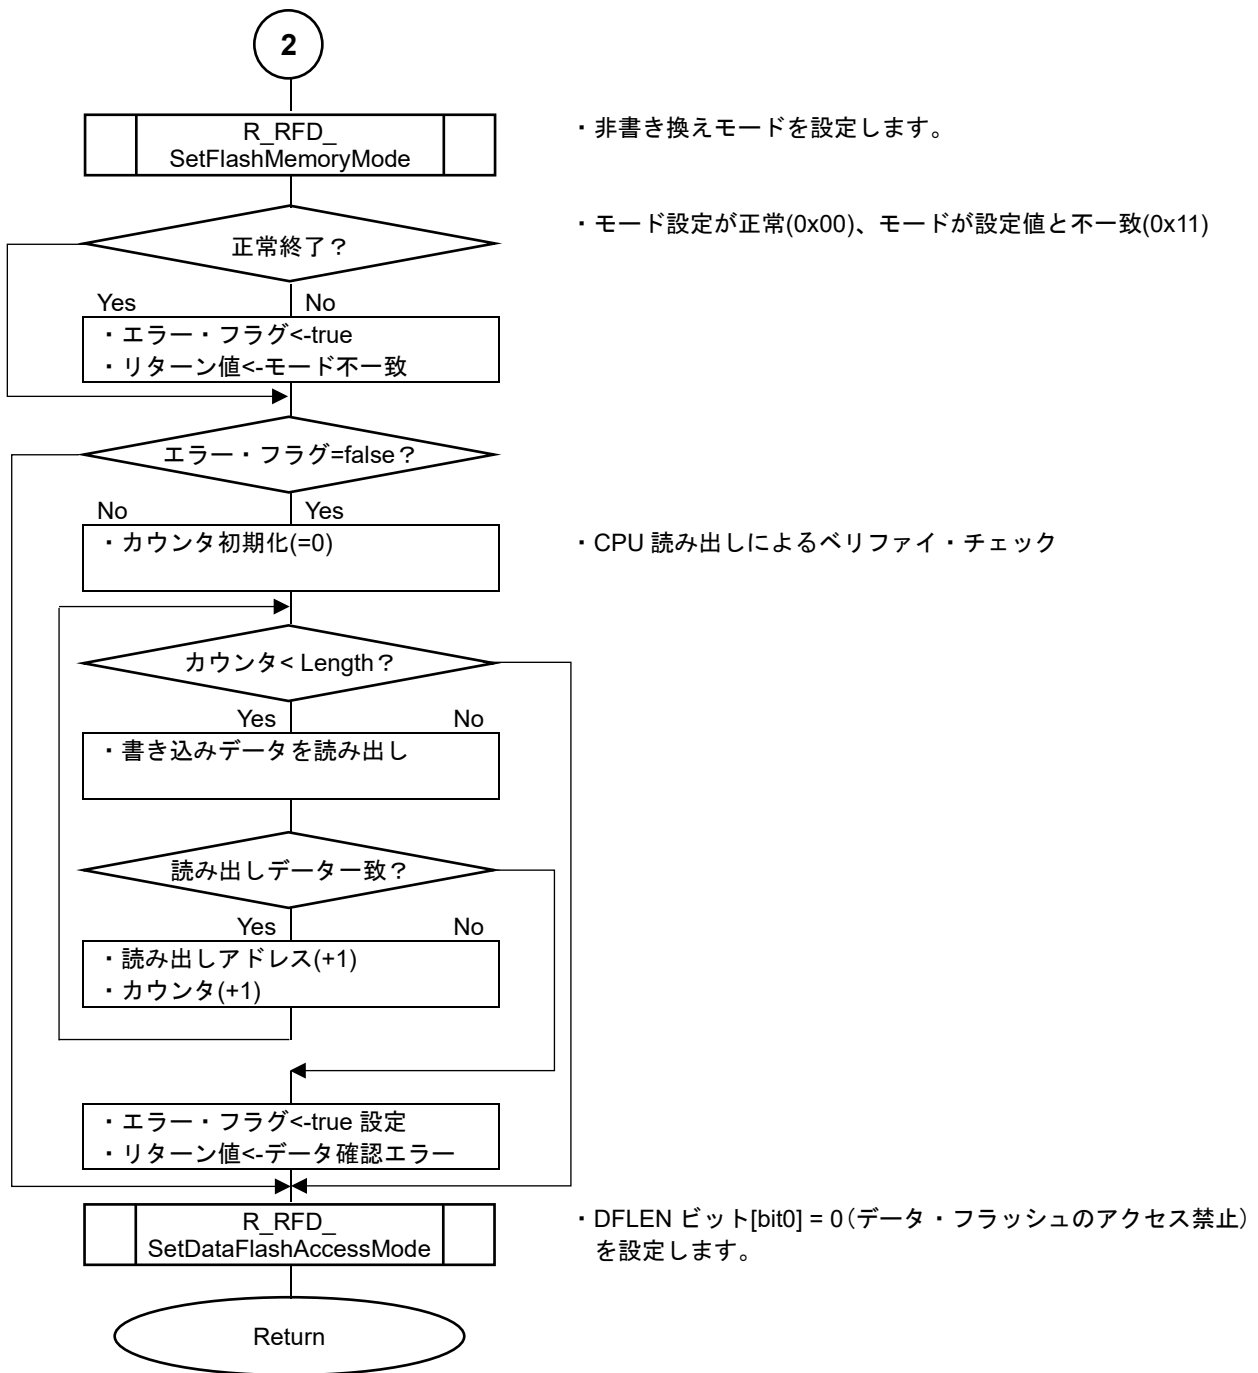 2
R_RFD_
SetFlashMemoryMode
・非書き換えモードを設定します。
正常終了？
・モード設定が正常(0x00)、モードが設定値と不一致(0x11)
Yes No
・エラー・フラグ<-true
・リターン値<-モード不一致
エラー・フラグ=false？
No Yes
・カウンタ初期化(=0)
・CPU 読み出しによるベリファイ・チェック
カウンタ< Length？
Yes No
・書き込みデータを読み出し
読み出しデータ一致？
Yes No
・読み出しアドレス(+1)
・カウンタ(+1)
・エラー・フラグ<-true 設定
・リターン値<-データ確認エラー
R_RFD_
SetDataFlashAccessMode
・DFLEN ビット[bit0] = 0（データ・フラッシュのアクセス禁止）
を設定します。
Return